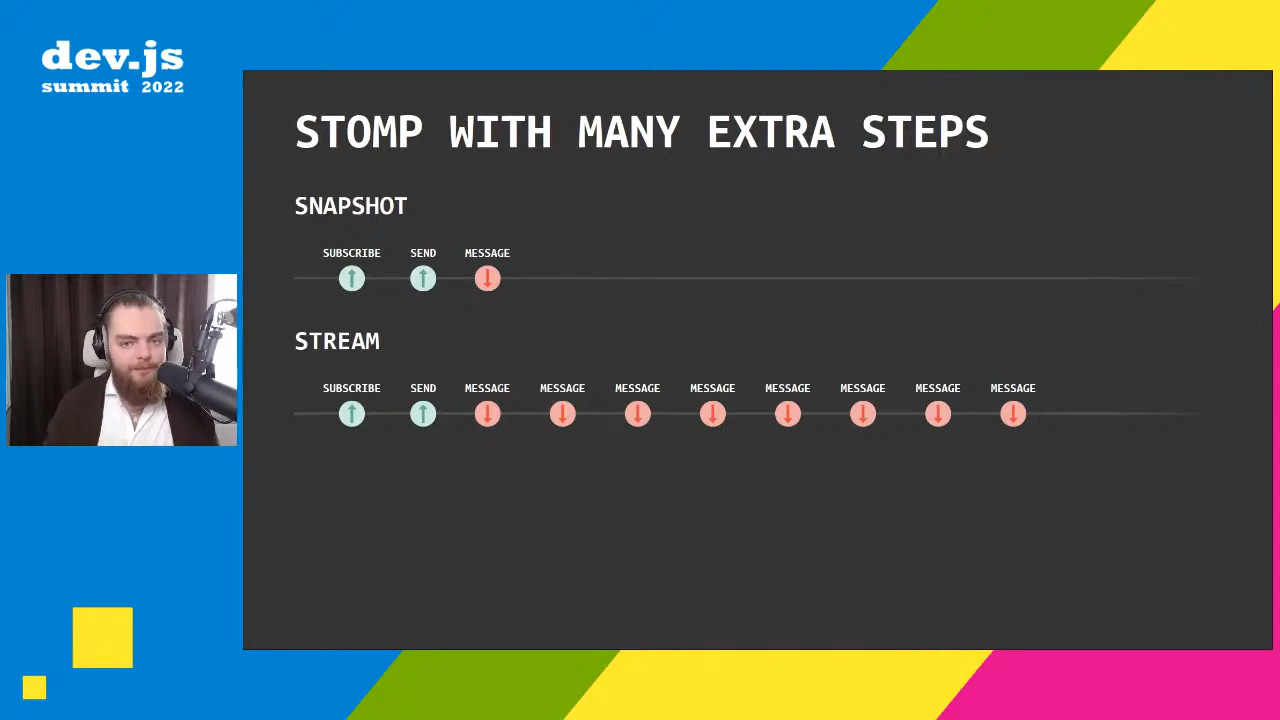 dev.js
summit 2022
STOMP WITH MANY EXTRA STEPS
SNAPSHOT
SUBSCRIBE SEND MESSAGE
STREAM
SUBSCRIBE SEND MESSAGE MESSAGE MESSAGE MESSAGE MESSAGE MESSAGE MESSAGE MESSAGE